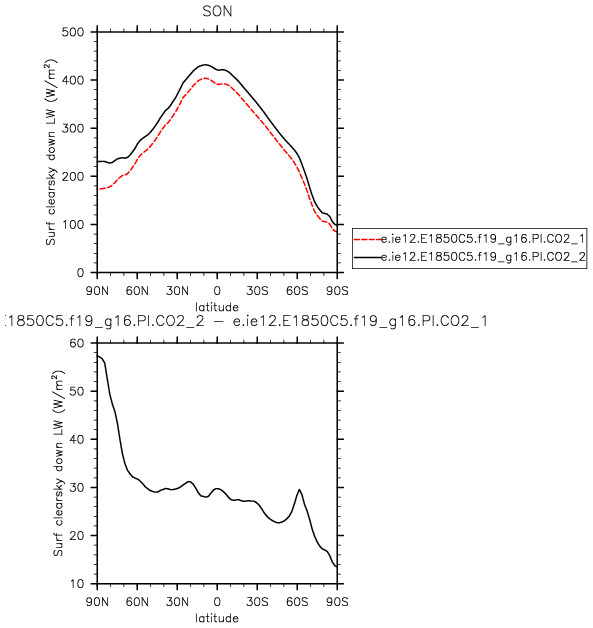 SON
500
400
300
200
100
0
Surf clearsky down LW (W/m²)
90N 60N 30N 0 30S 60S 90S
latitude
e.ie12.E1850C5.f19_g16.PI.CO2_1
e.ie12.E1850C5.f19_g16.PI.CO2_2
:1850C5.f19_g16.PI.CO2_2 − e.ie12.E1850C5.f19_g16.PI.CO2_1
60
50
40
30
20
10
Surf clearsky down LW (W/m²)
90N 60N 30N 0 30S 60S 90S
latitude